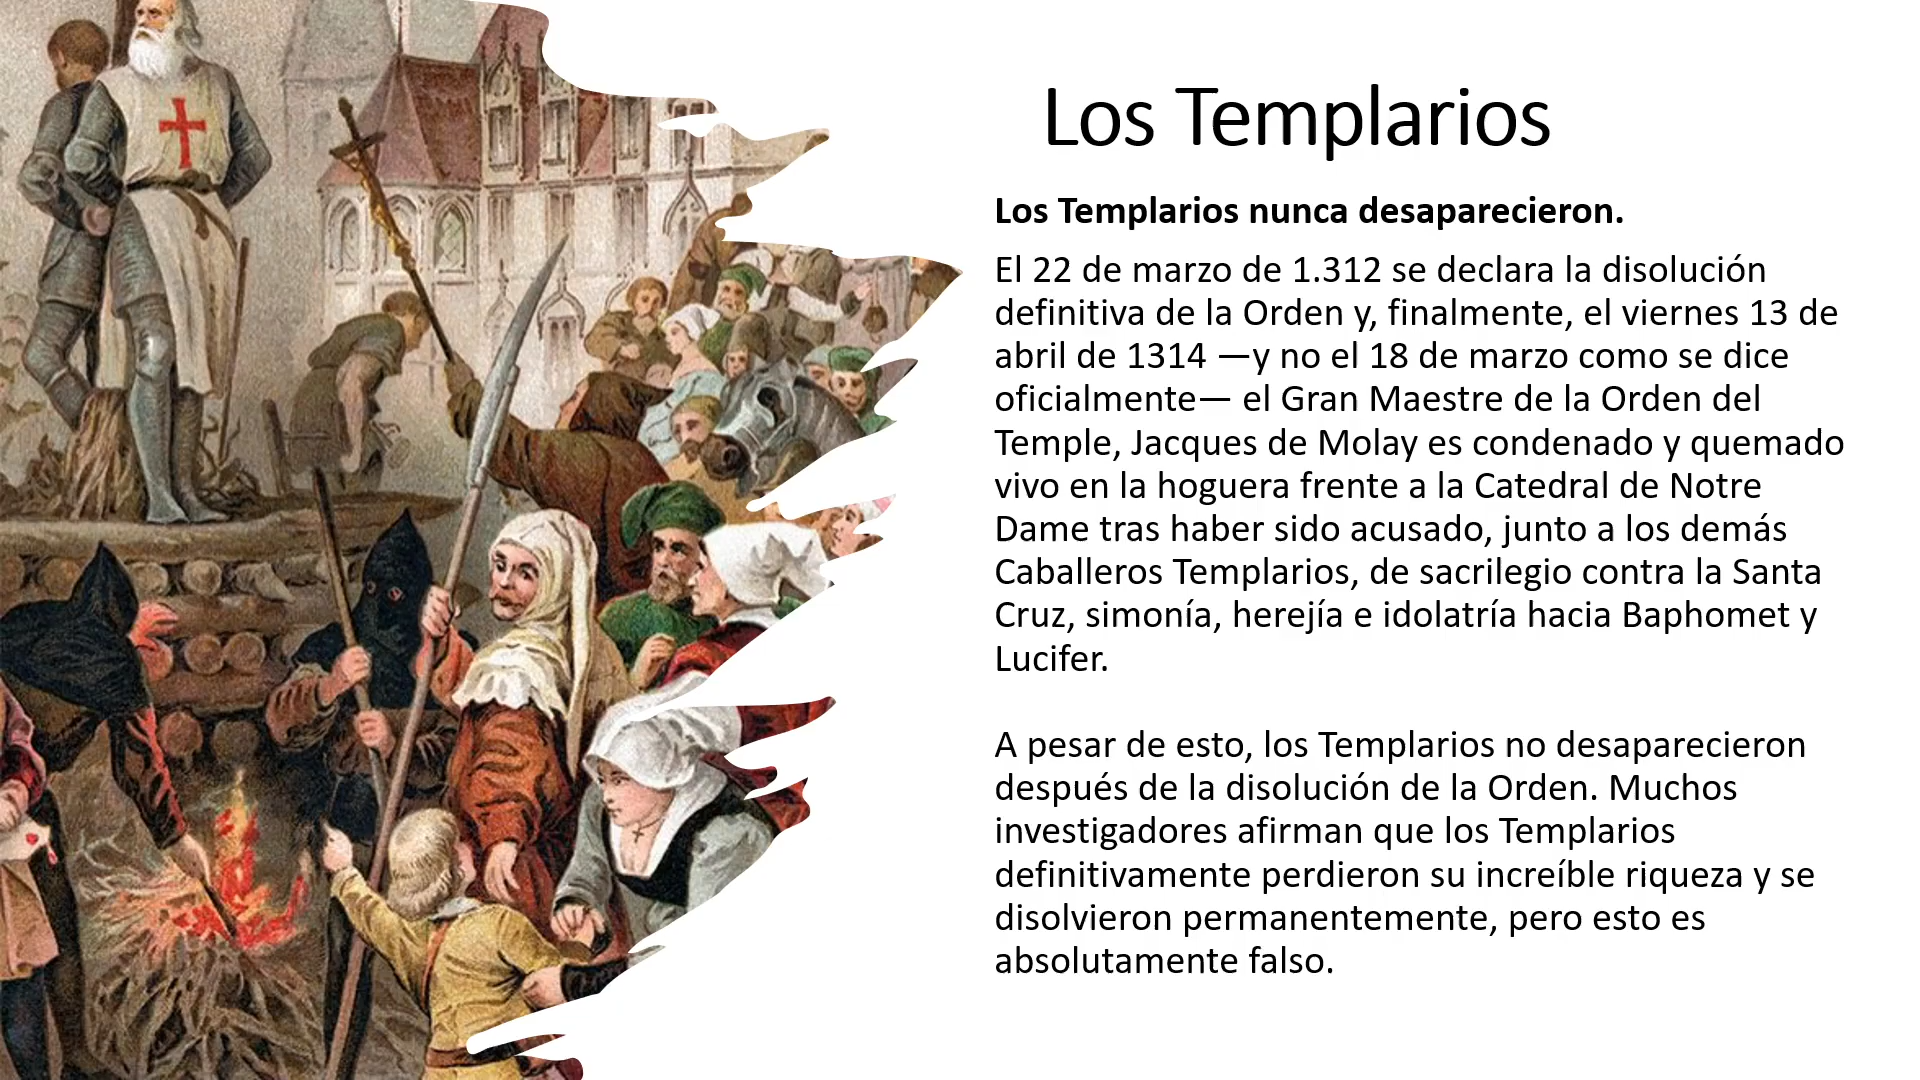 Los Templarios
Los Templarios nunca desaparecieron.
El 22 de marzo de 1.312 se declara la disolución
definitiva de la Orden y, finalmente, el viernes 13 de
abril de 1314 —y no el 18 de marzo como se dice
oficialmente— el Gran Maestre de la Orden del
Temple, Jacques de Molay es condenado y quemado
vivo en la hoguera frente a la Catedral de Notre
Dame tras haber sido acusado, junto a los demás
Caballeros Templarios, de sacrilegio contra la Santa
Cruz, simonía, herejía e idolatría hacia Baphomet y
Lucifer.
A pesar de esto, los Templarios no desaparecieron
después de la disolución de la Orden. Muchos
investigadores afirman que los Templarios
definitivamente perdieron su increíble riqueza y se
disolvieron permanentemente, pero esto es
absolutamente falso.